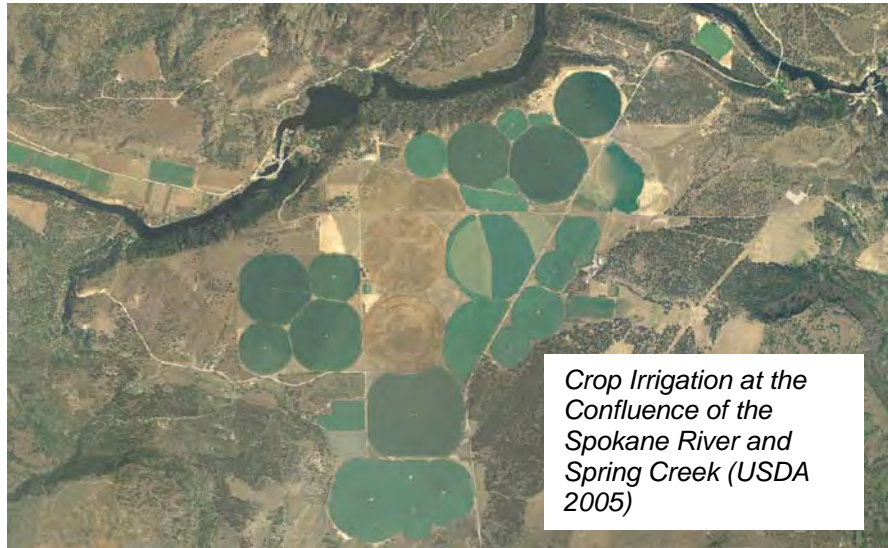 Crop Irrigation at the
Confluence of the
Spokane River and
Spring Creek (USDA
2005)